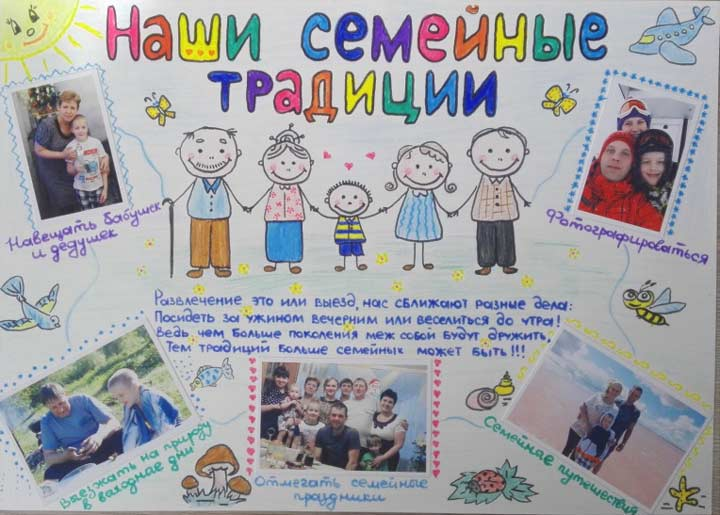 Наши семейные
традиции
Навещать бабушек
и дедушек
Фотографироваться
Развлечение это или выезд, нас сближают разные дела:
Посидеть за ужином вечерним или веселиться до утра!
Ведь чем больше поколения меж собой будут дружить,
Тем традиций больше семейных может быть!!!
Выезжать на природу
в выходные дни
Отмечать семейные
праздники
Семейные путешествия